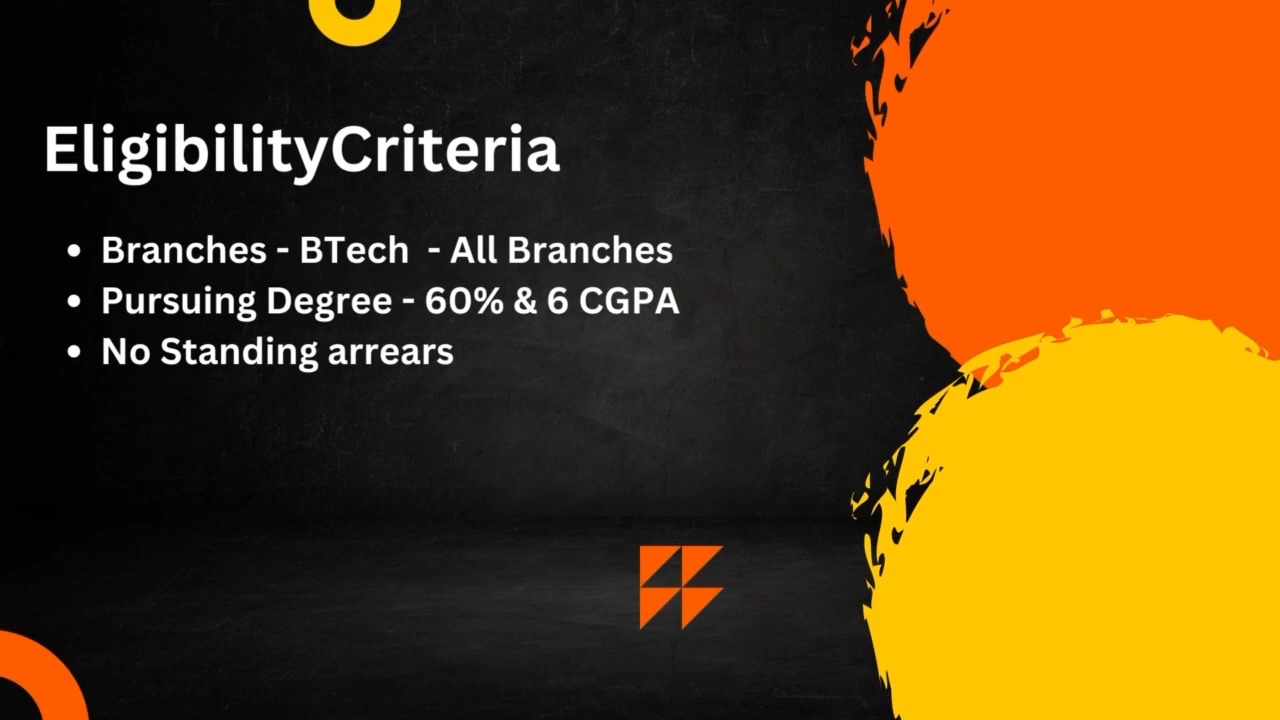 EligibilityCriteria
• Branches - BTech  - All Branches
• Pursuing Degree - 60% & 6 CGPA
• No Standing arrears